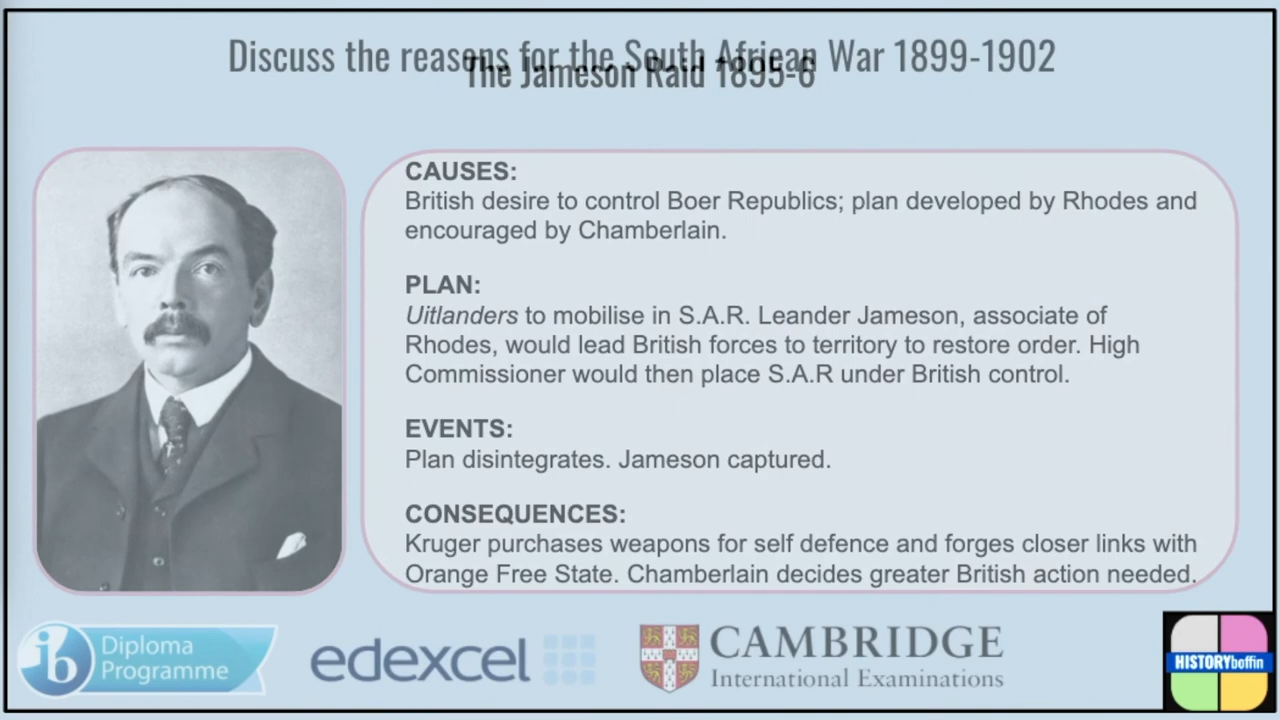 Discuss the reasons for the South African War 1899-1902
The Jameson Raid 1895-6
CAUSES:
British desire to control Boer Republics; plan developed by Rhodes and
encouraged by Chamberlain.
PLAN:
Uitlanders to mobilise in S.A.R. Leander Jameson, associate of
Rhodes, would lead British forces to territory to restore order. High
Commissioner would then place S.A.R under British control.
EVENTS:
Plan disintegrates. Jameson captured.
CONSEQUENCES:
Kruger purchases weapons for self defence and forges closer links with
Orange Free State. Chamberlain decides greater British action needed.
ib
Diploma
Programme
edexcel
CAMBRIDGE
International Examinations
HISTORYboffin